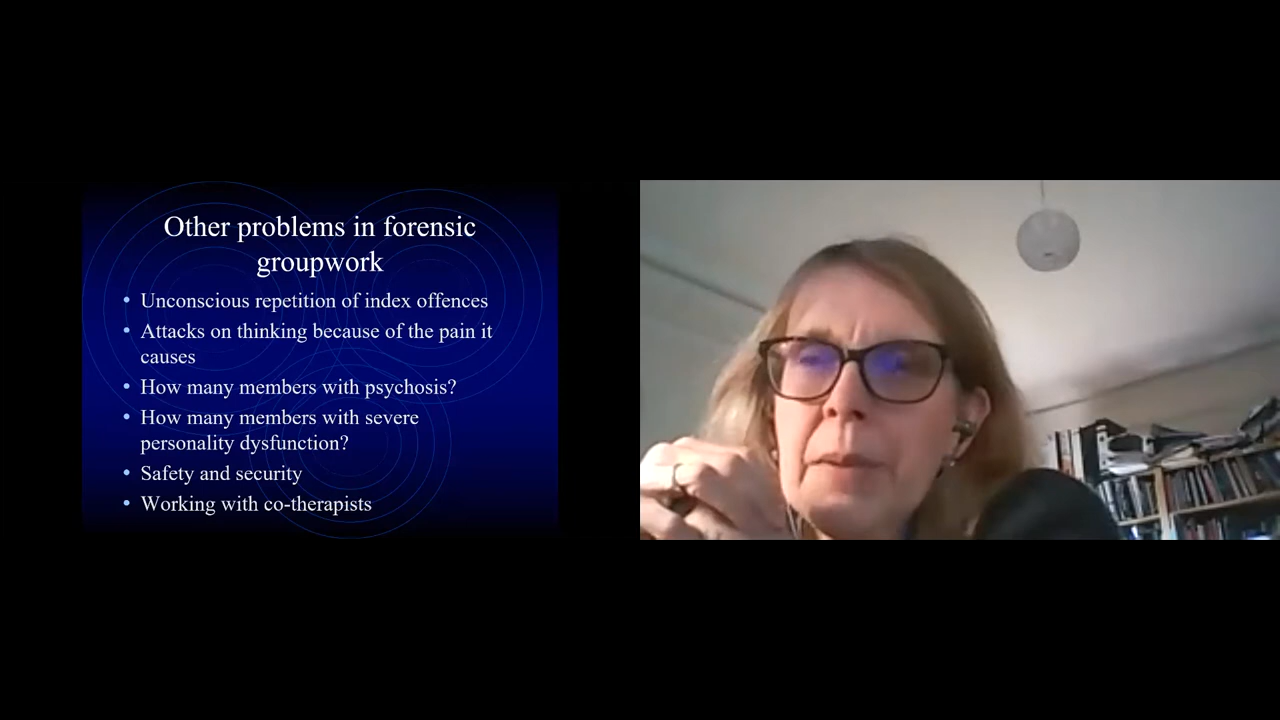 Other problems in forensic
groupwork
• Unconscious repetition of index offences
• Attacks on thinking because of the pain it
causes
• How many members with psychosis?
• How many members with severe
personality dysfunction?
• Safety and security
• Working with co-therapists